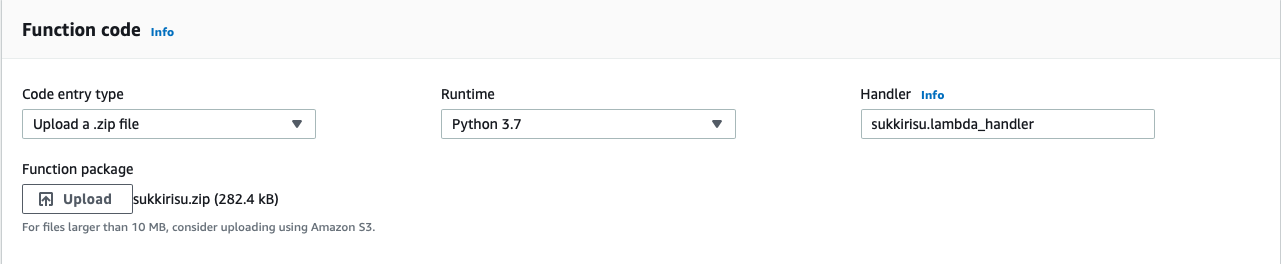 Function code Info
Code entry type Runtime Handler Info
Upload a .zip file Python 3.7 sukkirisu.lambda_handler
Function package
Upload sukkirisu.zip (282.4 kB)
For files larger than 10 MB, consider uploading using Amazon S3.